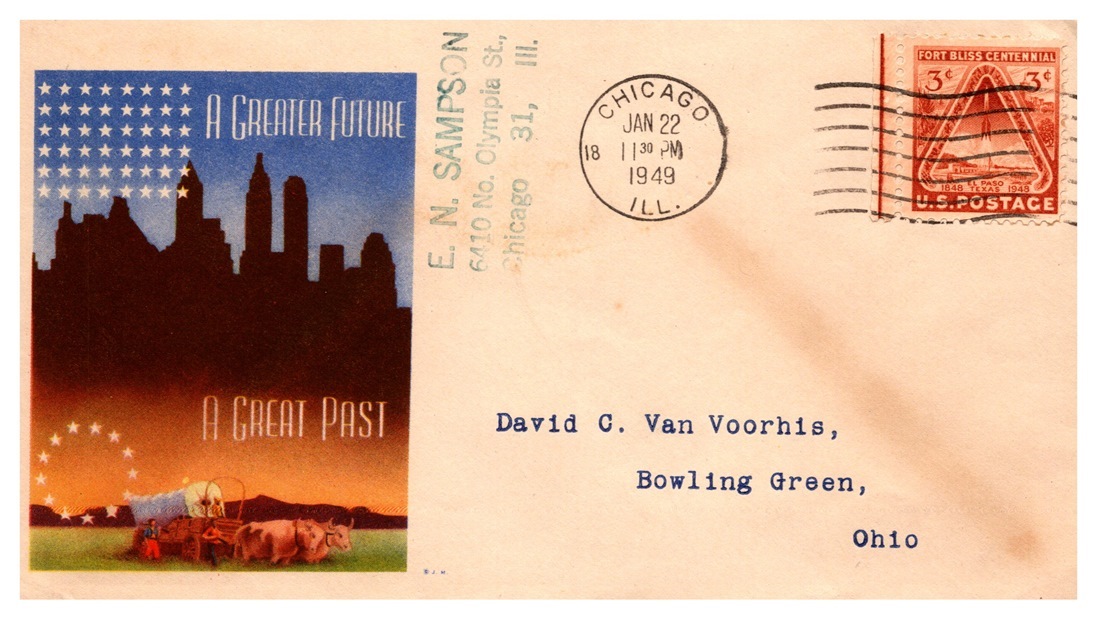 A GREATER FUTURE
A GREAT PAST
E. N. SAMPSON
6410 No. Olympia St.,
Chicago 31, Ill.
CHICAGO
JAN 22
18 11 30 PM
1949
ILL.
FORT BLISS CENTENNIAL
3¢ 3¢
EL PASO
1848 TEXAS 1948
U.S. POSTAGE
David C. Van Voorhis,
Bowling Green,
Ohio